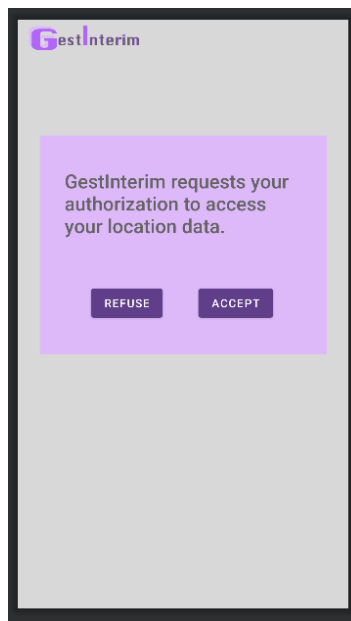 GestInterim
GestInterim requests your
authorization to access
your location data.
REFUSE
ACCEPT